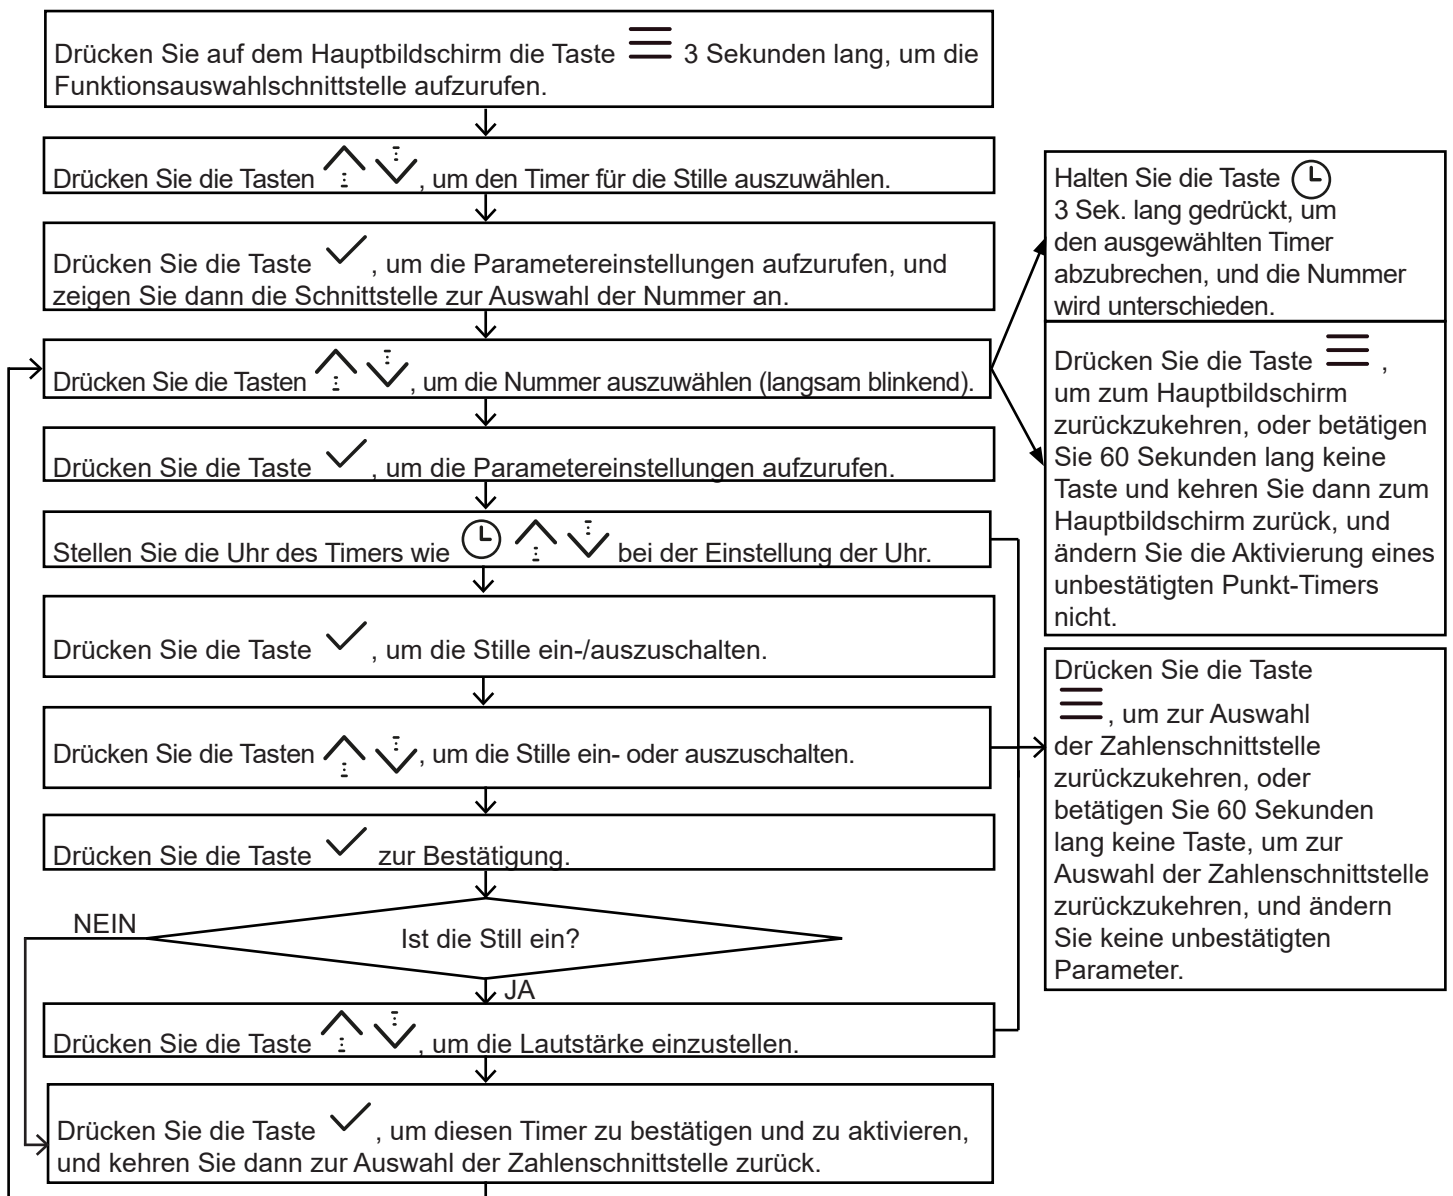 Drücken Sie auf dem Hauptbildschirm die Taste 3 Sekunden lang, um die
Funktionsauswahlschnittstelle aufzurufen.
Drücken Sie die Tasten , um den Timer für die Stille auszuwählen.
Drücken Sie die Taste , um die Parametereinstellungen aufzurufen, und
zeigen Sie dann die Schnittstelle zur Auswahl der Nummer an.
Drücken Sie die Tasten , um die Nummer auszuwählen (langsam blinkend).
Halten Sie die Taste
3 Sek. lang gedrückt, um
den ausgewählten Timer
abzubrechen, und die Nummer
wird unterschieden.
Drücken Sie die Taste ,
um zum Hauptbildschirm
zurückzukehren, oder betätigen
Sie 60 Sekunden lang keine
Taste und kehren Sie dann zum
Hauptbildschirm zurück, und
ändern Sie die Aktivierung eines
unbestätigten Punkt-Timers
nicht.
Drücken Sie die Taste , um die Parametereinstellungen aufzurufen.
Stellen Sie die Uhr des Timers wie bei der Einstellung der Uhr.
Drücken Sie die Taste , um die Stille ein-/auszuschalten.
Drücken Sie die Tasten , um die Stille ein- oder auszuschalten.
Drücken Sie die Taste
, um zur Auswahl
der Zahlenschnittstelle
zurückzukehren, oder
betätigen Sie 60 Sekunden
lang keine Taste, um zur
Auswahl der Zahlenschnittstelle
zurückzukehren, und ändern
Sie keine unbestätigten
Parameter.
Drücken Sie die Taste zur Bestätigung.
NEIN
Ist die Still ein?
JA
Drücken Sie die Taste , um die Lautstärke einzustellen.
Drücken Sie die Taste , um diesen Timer zu bestätigen und zu aktivieren,
und kehren Sie dann zur Auswahl der Zahlenschnittstelle zurück.